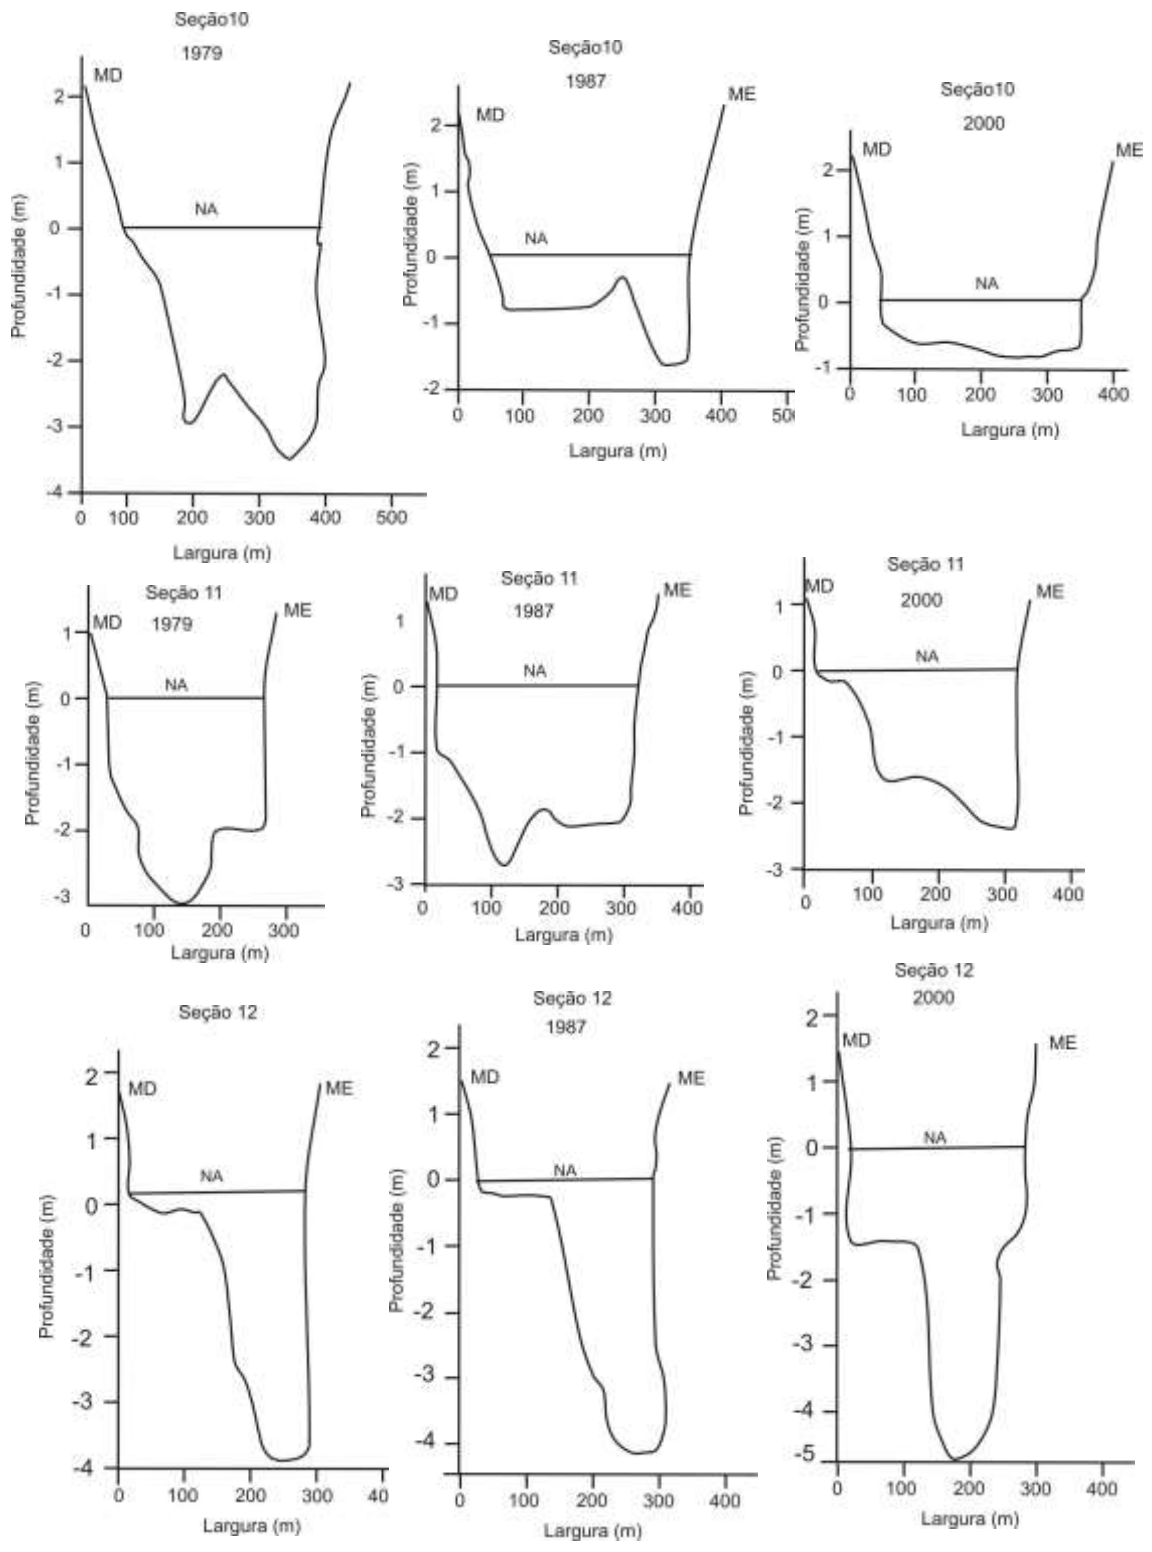 Seção10
1979
MD
2
1
0
-1
-2
-3
-4
NA
Profundidade (m)
0 100 200 300 400 500
Largura (m)
Seção10
1987
MD
ME
2
1
0
-1
-2
NA
Profundidade (m)
0 100 200 300 400
Largura (m)
Seção10
2000
MD
ME
2
1
0
-1
NA
Profundidade (m)
0 100 200 300 400
Largura (m)
Seção 11
1979
MD
ME
1
0
-1
-2
-3
NA
Profundidade (m)
0 100 200 300
Largura (m)
Seção 11
1987
MD
ME
1
0
-1
-2
-3
NA
Profundidade (m)
0 100 200 300 400
Largura (m)
Seção 11
2000
MD
ME
1
0
-1
-2
-3
NA
Profundidade (m)
0 100 200 300 400
Largura (m)
Seção 12
MD
ME
2
1
0
-1
-2
-3
-4
NA
Profundidade (m)
0 100 200 300 40
Largura (m)
Seção 12
1987
MD
ME
2
1
0
-1
-2
-3
-4
NA
Profundidade (m)
0 100 200 300 400
Largura (m)
Seção 12
2000
MD
ME
2
1
0
-1
-2
-3
-4
-5
NA
Profundidade (m)
0 100 200 300 400
Largura (m)